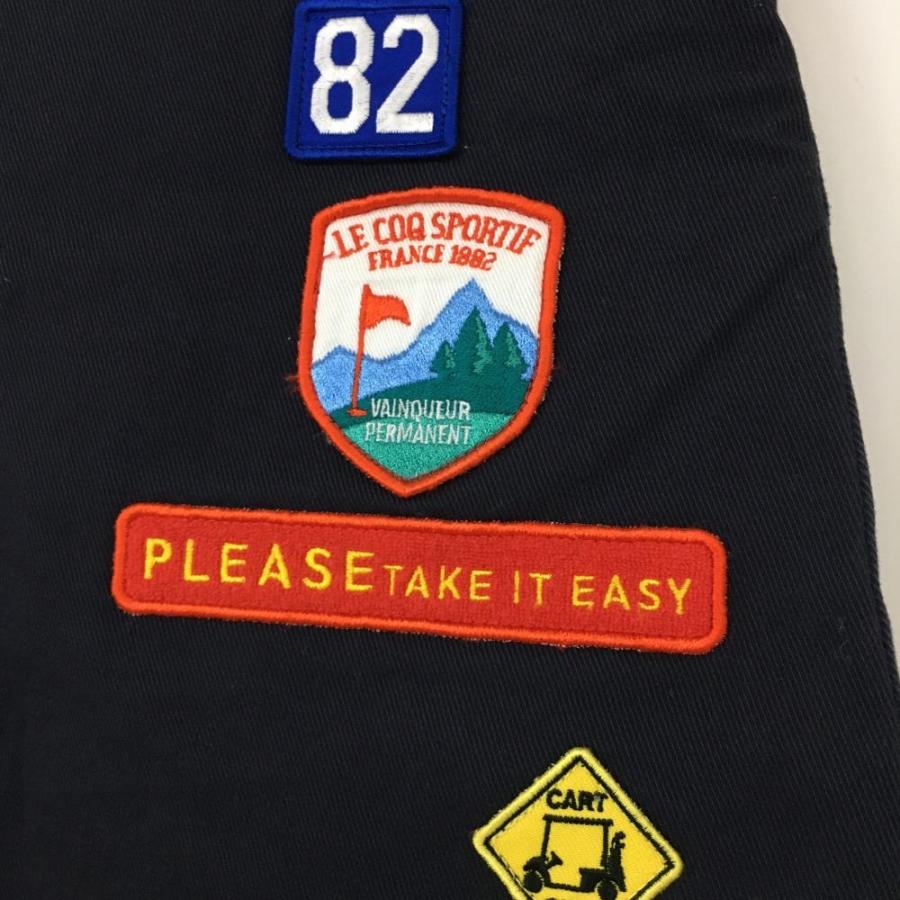 82
LE COQ SPORTIF
FRANCE 1882
VAINQUEUR
PERMANENT
PLEASE TAKE IT EASY
CART